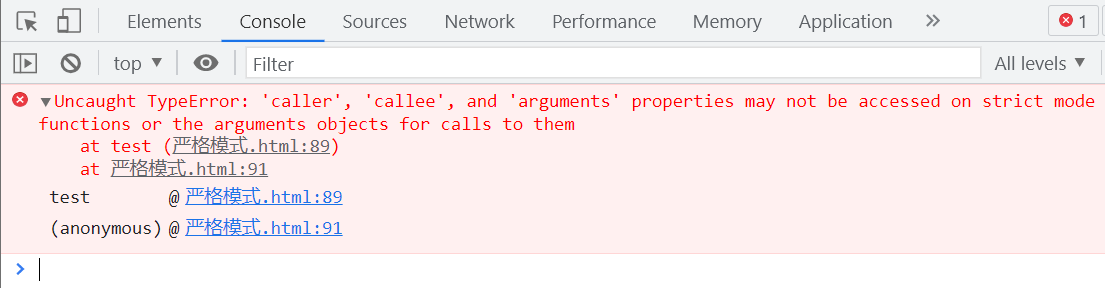 Elements Console Sources Network Performance Memory Application » 1
top ▼ Filter All levels ▼
▼Uncaught TypeError: 'caller', 'callee', and 'arguments' properties may not be accessed on strict mode
functions or the arguments objects for calls to them
at test (严格模式.html:89)
at 严格模式.html:91
test @ 严格模式.html:89
(anonymous) @ 严格模式.html:91
>